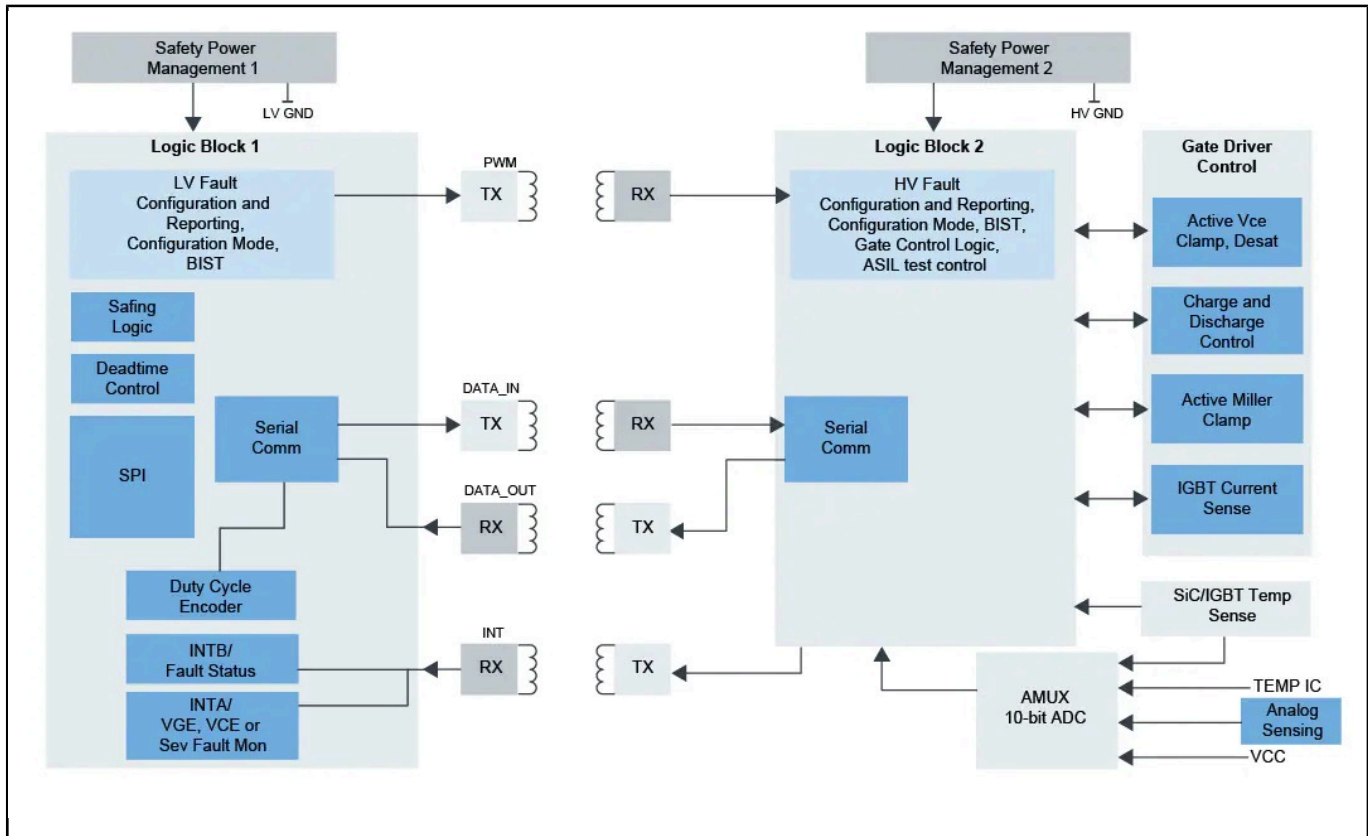 Safety Power
Management 1
LV GND
Safety Power
Management 2
HV GND
Logic Block 1
LV Fault
Configuration and
Reporting,
Configuration Mode,
BIST
Safing
Logic
Deadtime
Control
SPI
Serial
Comm
Duty Cycle
Encoder
INTB/
Fault Status
INTA/
VGE, VCE or
Sev Fault Mon
PWM
TX
RX
DATA_IN
TX
RX
DATA_OUT
RX
TX
INT
RX
TX
Logic Block 2
HV Fault
Configuration and Reporting,
Configuration Mode, BIST,
Gate Control Logic,
ASIL test control
Serial
Comm
Gate Driver
Control
Active Vce
Clamp, Desat
Charge and
Discharge
Control
Active Miller
Clamp
IGBT Current
Sense
SiC/IGBT Temp
Sense
AMUX
10-bit ADC
TEMP IC
Analog
Sensing
VCC